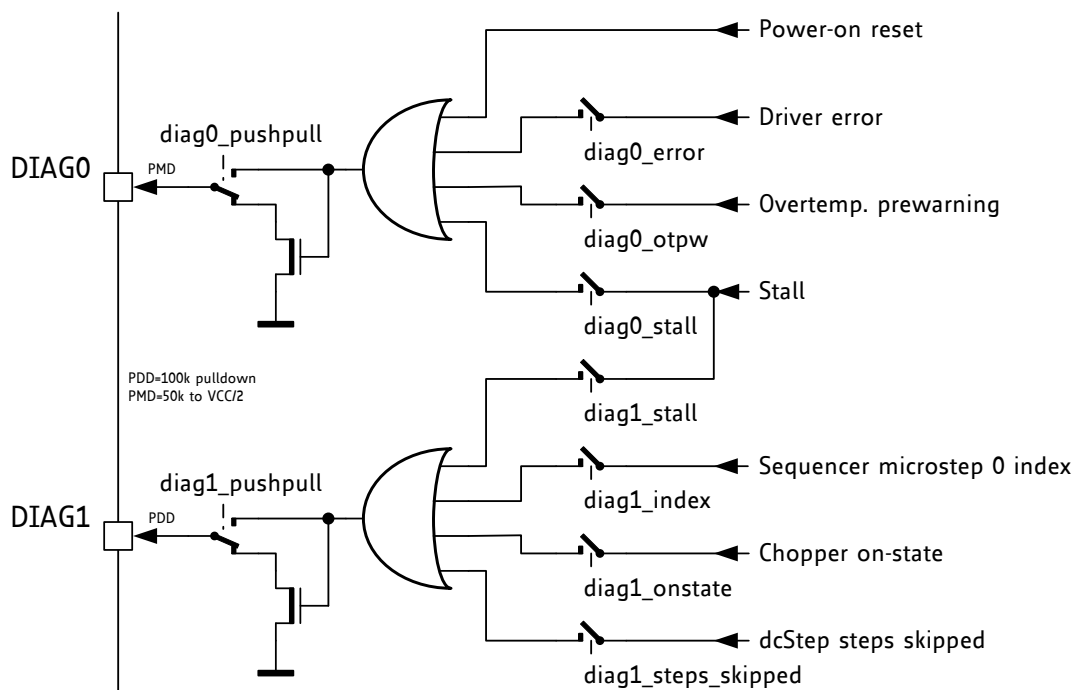 Power-on reset
Driver error
diag0_pushpull
diag0_error
DIAG0
PMD
Overtemp. prewarning
diag0_otpw
Stall
diag0_stall
PDD=100k pulldown
PMD=50k to VCC/2
diag1_stall
Sequencer microstep 0 index
diag1_pushpull
diag1_index
DIAG1
PDD
Chopper on-state
diag1_onstate
dcStep steps skipped
diag1_steps_skipped